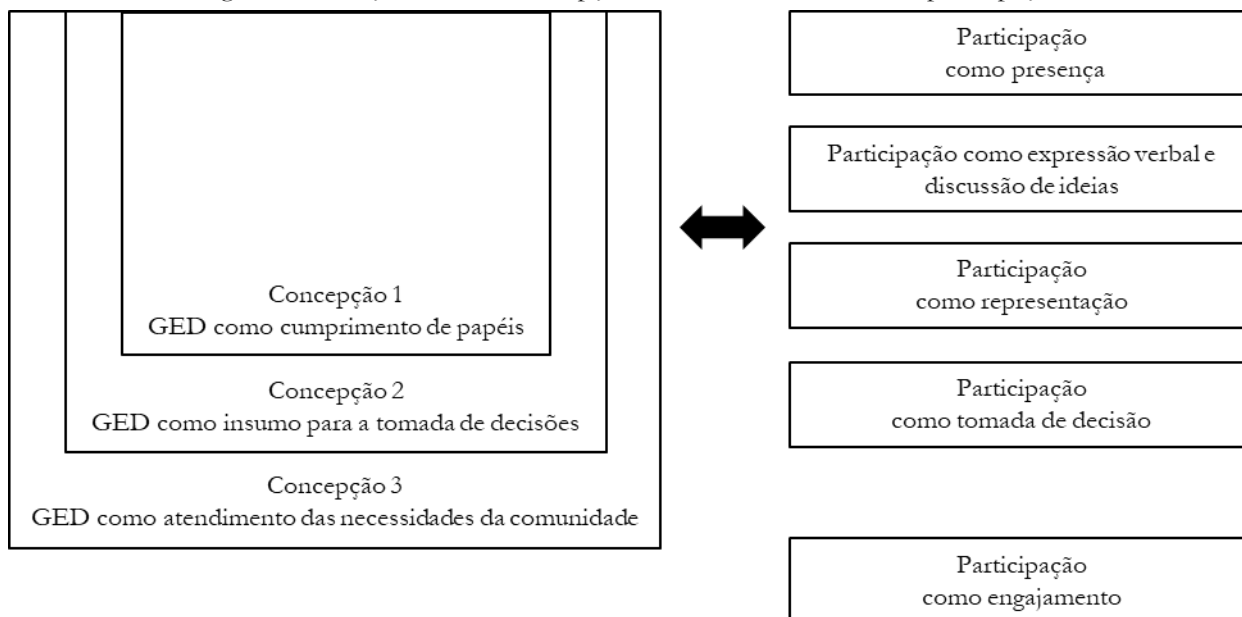 Concepção 1
GED como cumprimento de papéis
Concepção 2
GED como insumo para a tomada de decisões
Concepção 3
GED como atendimento das necessidades da comunidade
Participação
como presença
Participação como expressão verbal e
discussão de ideias
Participação
como representação
Participação
como tomada de decisão
Participação
como engajamento